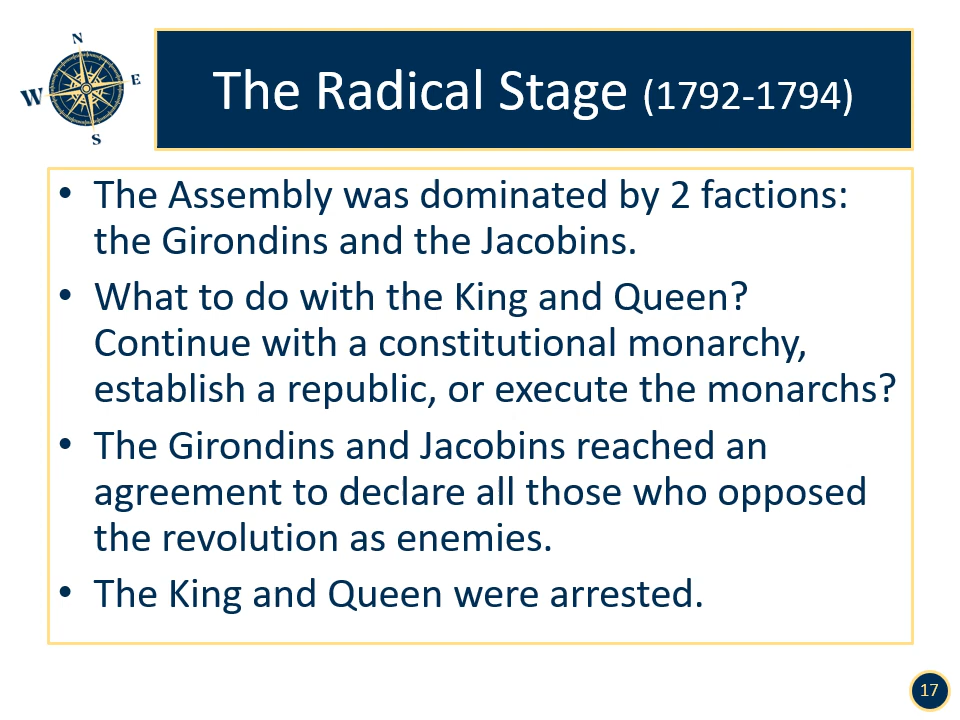 N
W
E
S
The Radical Stage (1792-1794)
• The Assembly was dominated by 2 factions:
the Girondins and the Jacobins.
• What to do with the King and Queen?
Continue with a constitutional monarchy,
establish a republic, or execute the monarchs?
• The Girondins and Jacobins reached an
agreement to declare all those who opposed
the revolution as enemies.
• The King and Queen were arrested.
17